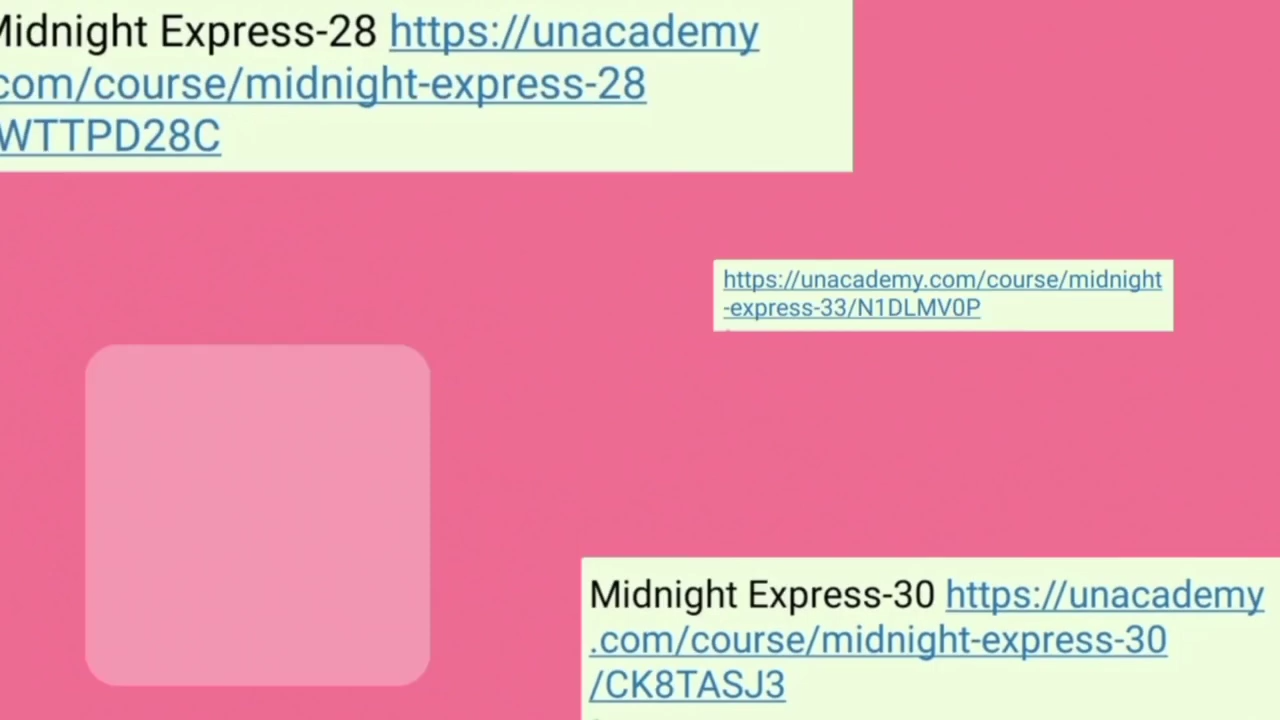 Midnight Express-28 https://unacademy
com/course/midnight-express-28
WTTPD28C
https://unacademy.com/course/midnight
-express-33/N1DLMV0P
Midnight Express-30 https://unacademy
.com/course/midnight-express-30
/CK8TASJ3